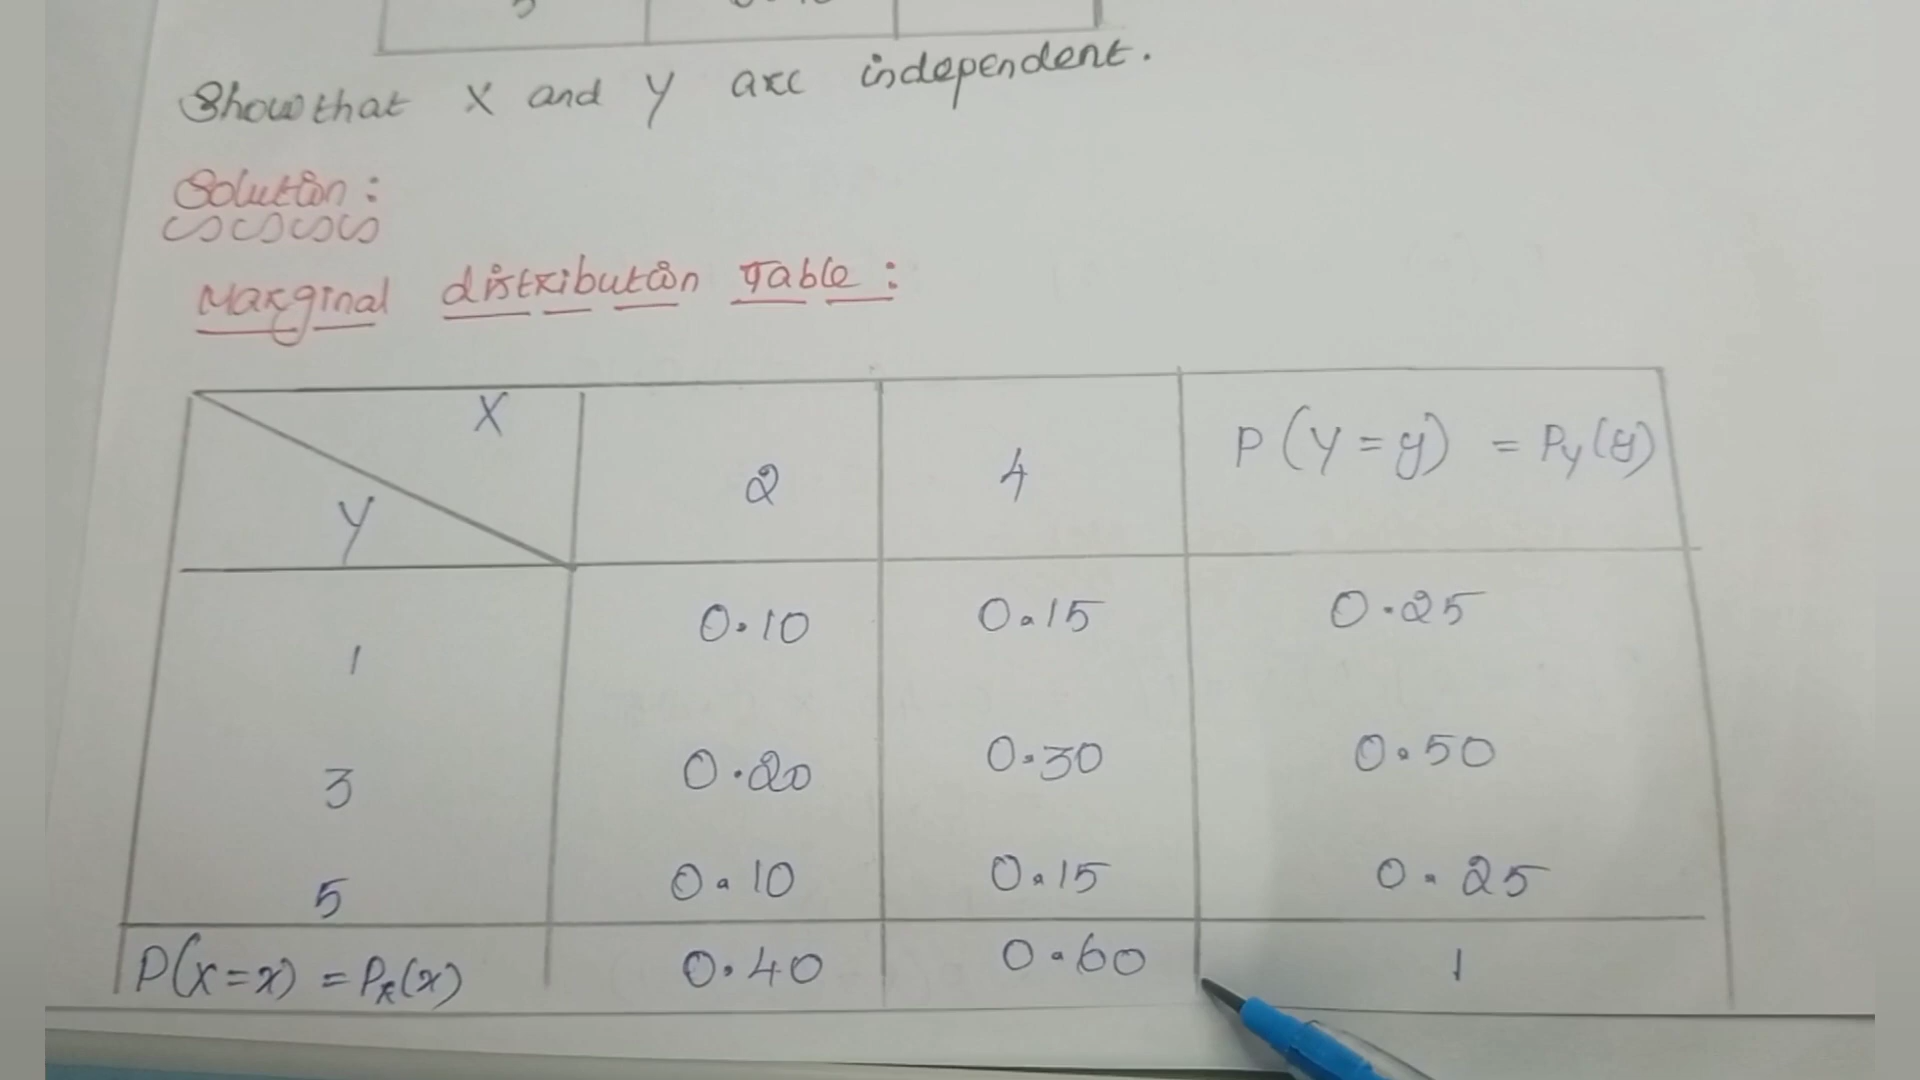 Show that X and Y are independent.
Solution:
Marginal distribution Table:
X
Y
2 4 P(Y=y) = Py(y)
1 0.10 0.15 0.25
3 0.20 0.30 0.50
5 0.10 0.15 0.25
P(X=x) = Px(x) 0.40 0.60 1